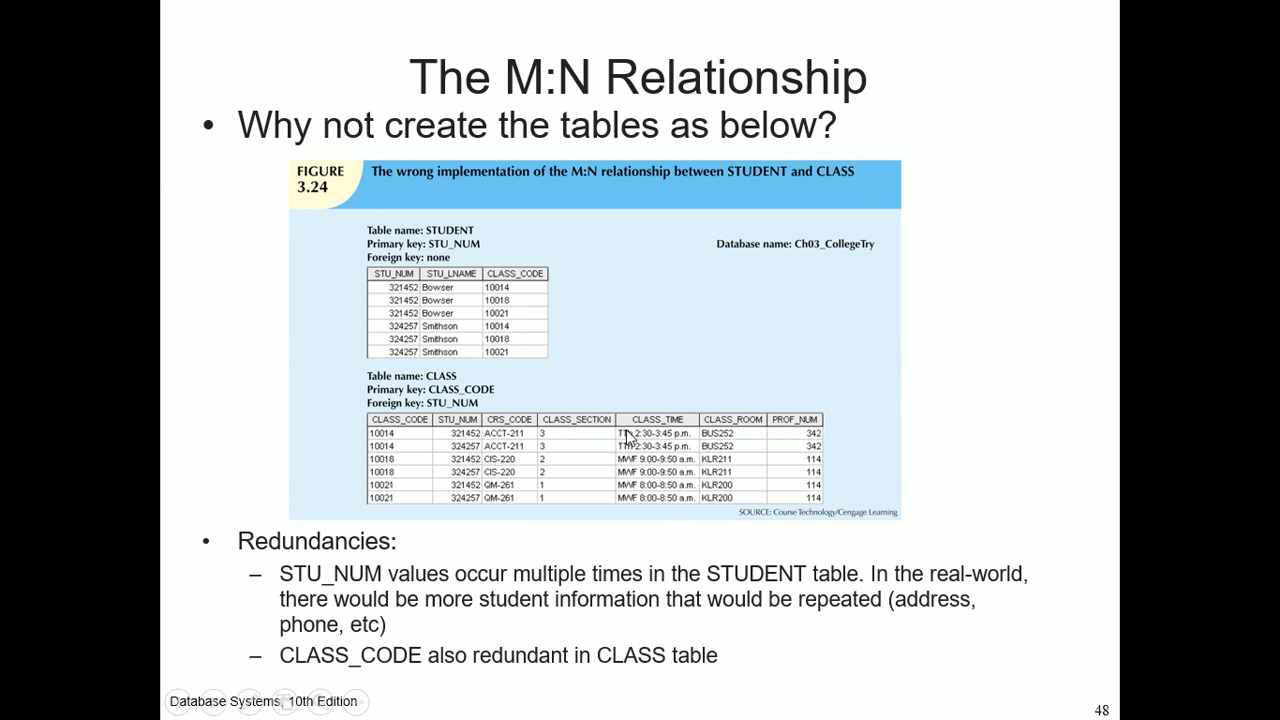 The M:N Relationship
• Why not create the tables as below?
FIGURE
3.24
The wrong implementation of the M:N relationship between STUDENT and CLASS
Table name: STUDENT
Primary key: STU_NUM
Foreign key: none
Database name: Ch03_CollegeTry
STU_NUM STU_LNAME CLASS_CODE
321452 Bowser 10014
321452 Bowser 10018
321452 Bowser 10021
324257 Smithson 10014
324257 Smithson 10018
324257 Smithson 10021
Table name: CLASS
Primary key: CLASS_CODE
Foreign key: STU_NUM
CLASS_CODE STU_NUM CRS_CODE CLASS_SECTION CLASS_TIME CLASS_ROOM PROF_NUM
10014 321452 ACCT-211 3 2:30-3:45 p.m. BUS252 342
10014 324257 ACCT-211 3 2:30-3:45 p.m. BUS252 342
10018 321452 CIS-220 2 MWF 9:00-9:50 a.m. KLR211 114
10018 324257 CIS-220 2 MWF 9:00-9:50 a.m. KLR211 114
10021 321452 QM-261 1 MWF 8:00-8:50 a.m. KLR200 114
10021 324257 QM-261 1 MWF 8:00-8:50 a.m. KLR200 114
SOURCE: Course Technology/Cengage Learning
• Redundancies:
– STU_NUM values occur multiple times in the STUDENT table. In the real-world,
there would be more student information that would be repeated (address,
phone, etc)
– CLASS_CODE also redundant in CLASS table
Database Systems, 10th Edition
48